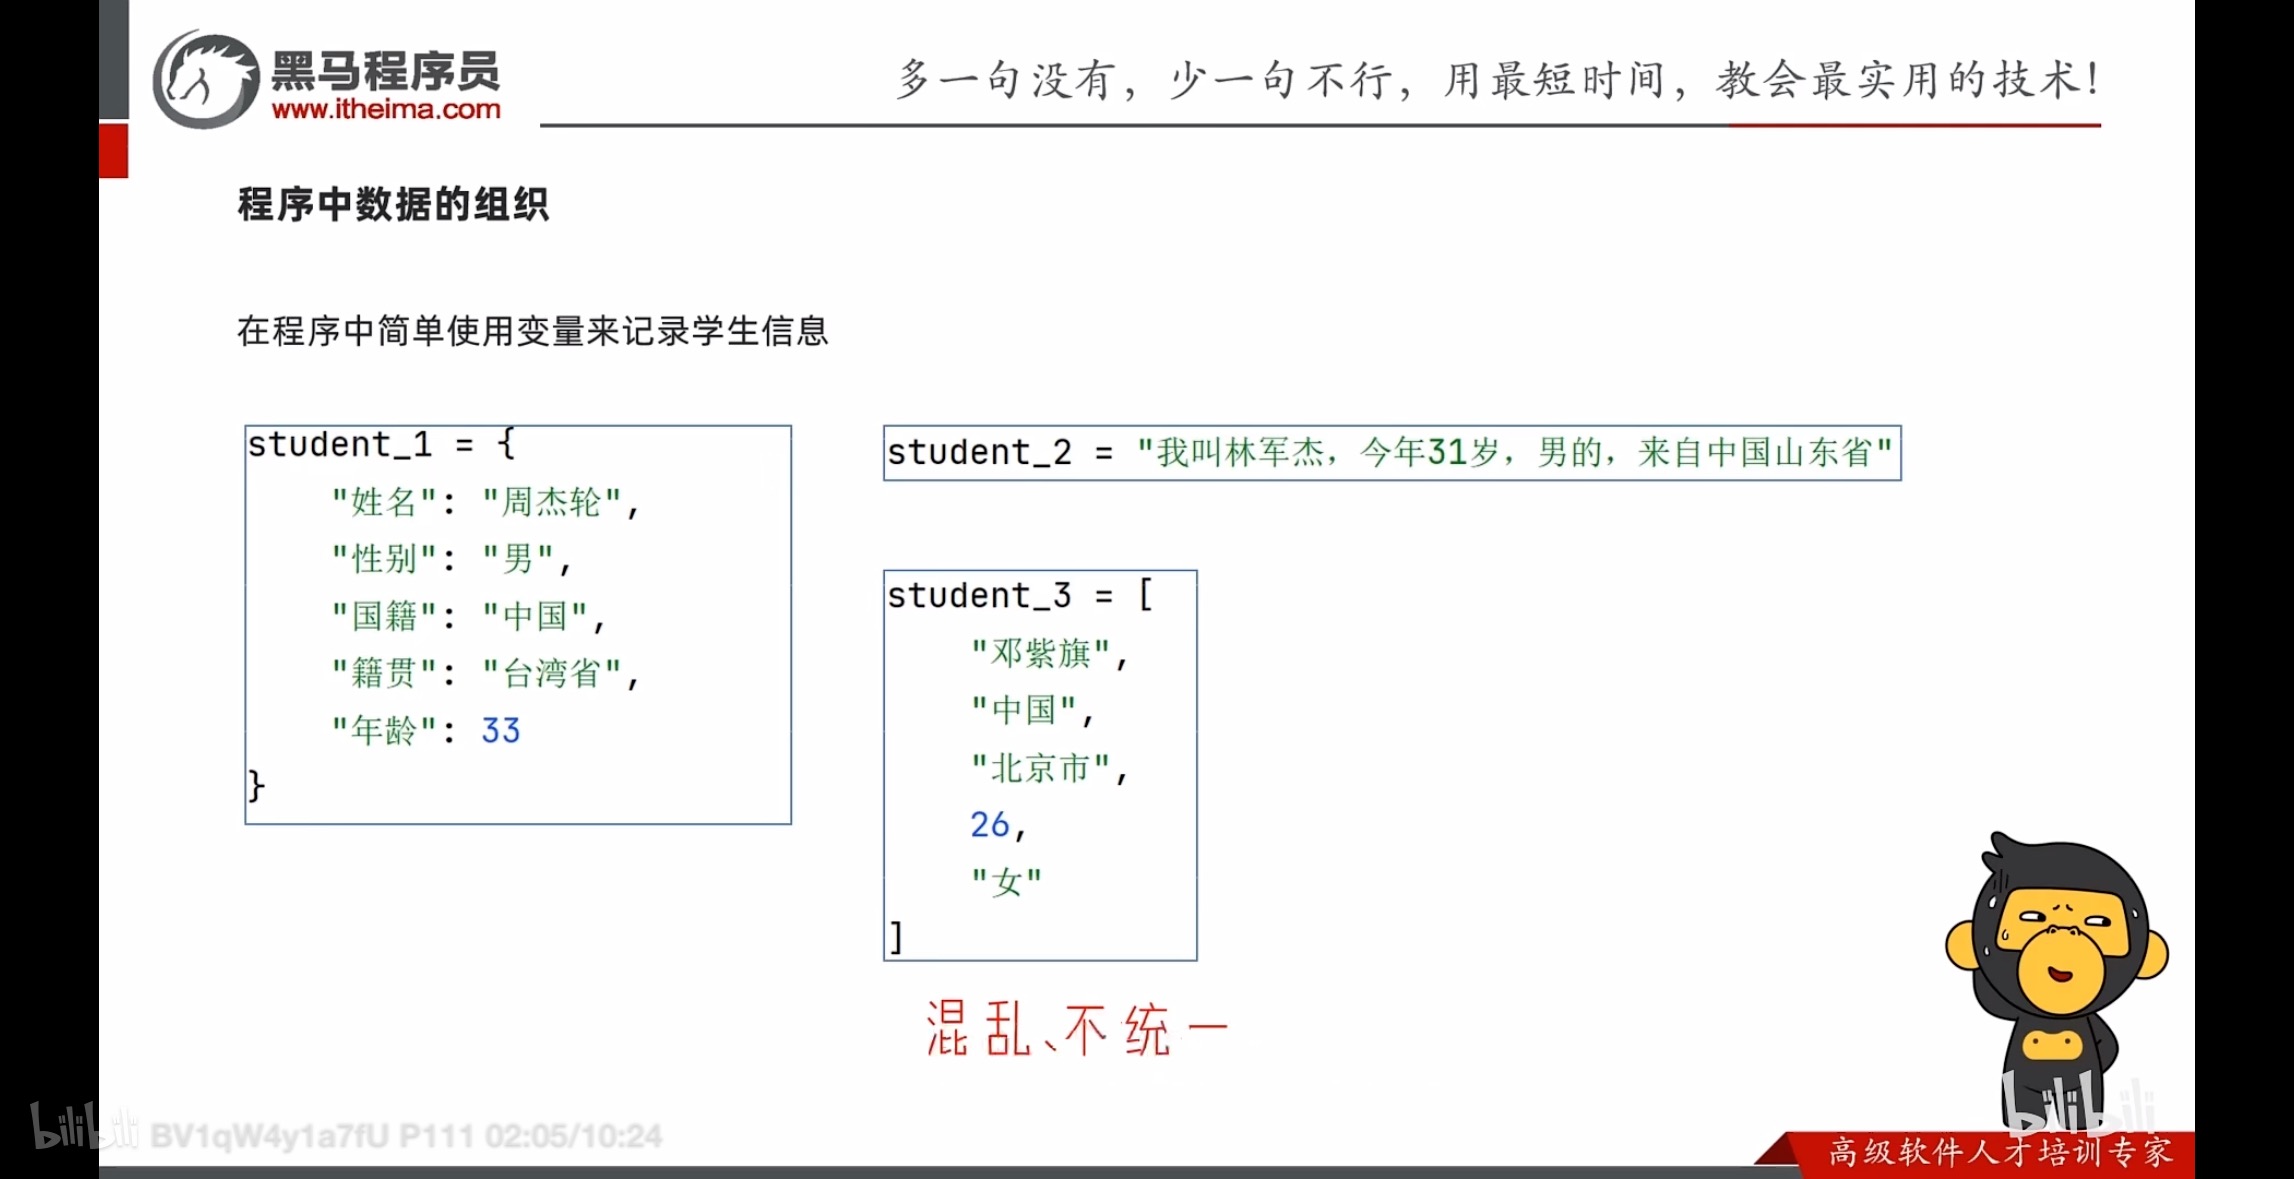 黑马程序员
www.itheima.com
多一句没有，少一句不行，用最短时间，教会最实用的技术！
程序中数据的组织
在程序中简单使用变量来记录学生信息
student_1 = {
"姓名": "周杰轮",
"性别": "男",
"国籍": "中国",
"籍贯": "台湾省",
"年龄": 33
}
student_2 = "我叫林军杰，今年31岁，男的，来自中国山东省"
student_3 = [
"邓紫旗",
"中国",
"北京市",
26,
"女"
]
混乱、不统一
bilibili BV1qW4y1a7fU P111 02:05/10:24
bilibili
高级软件人才培训专家